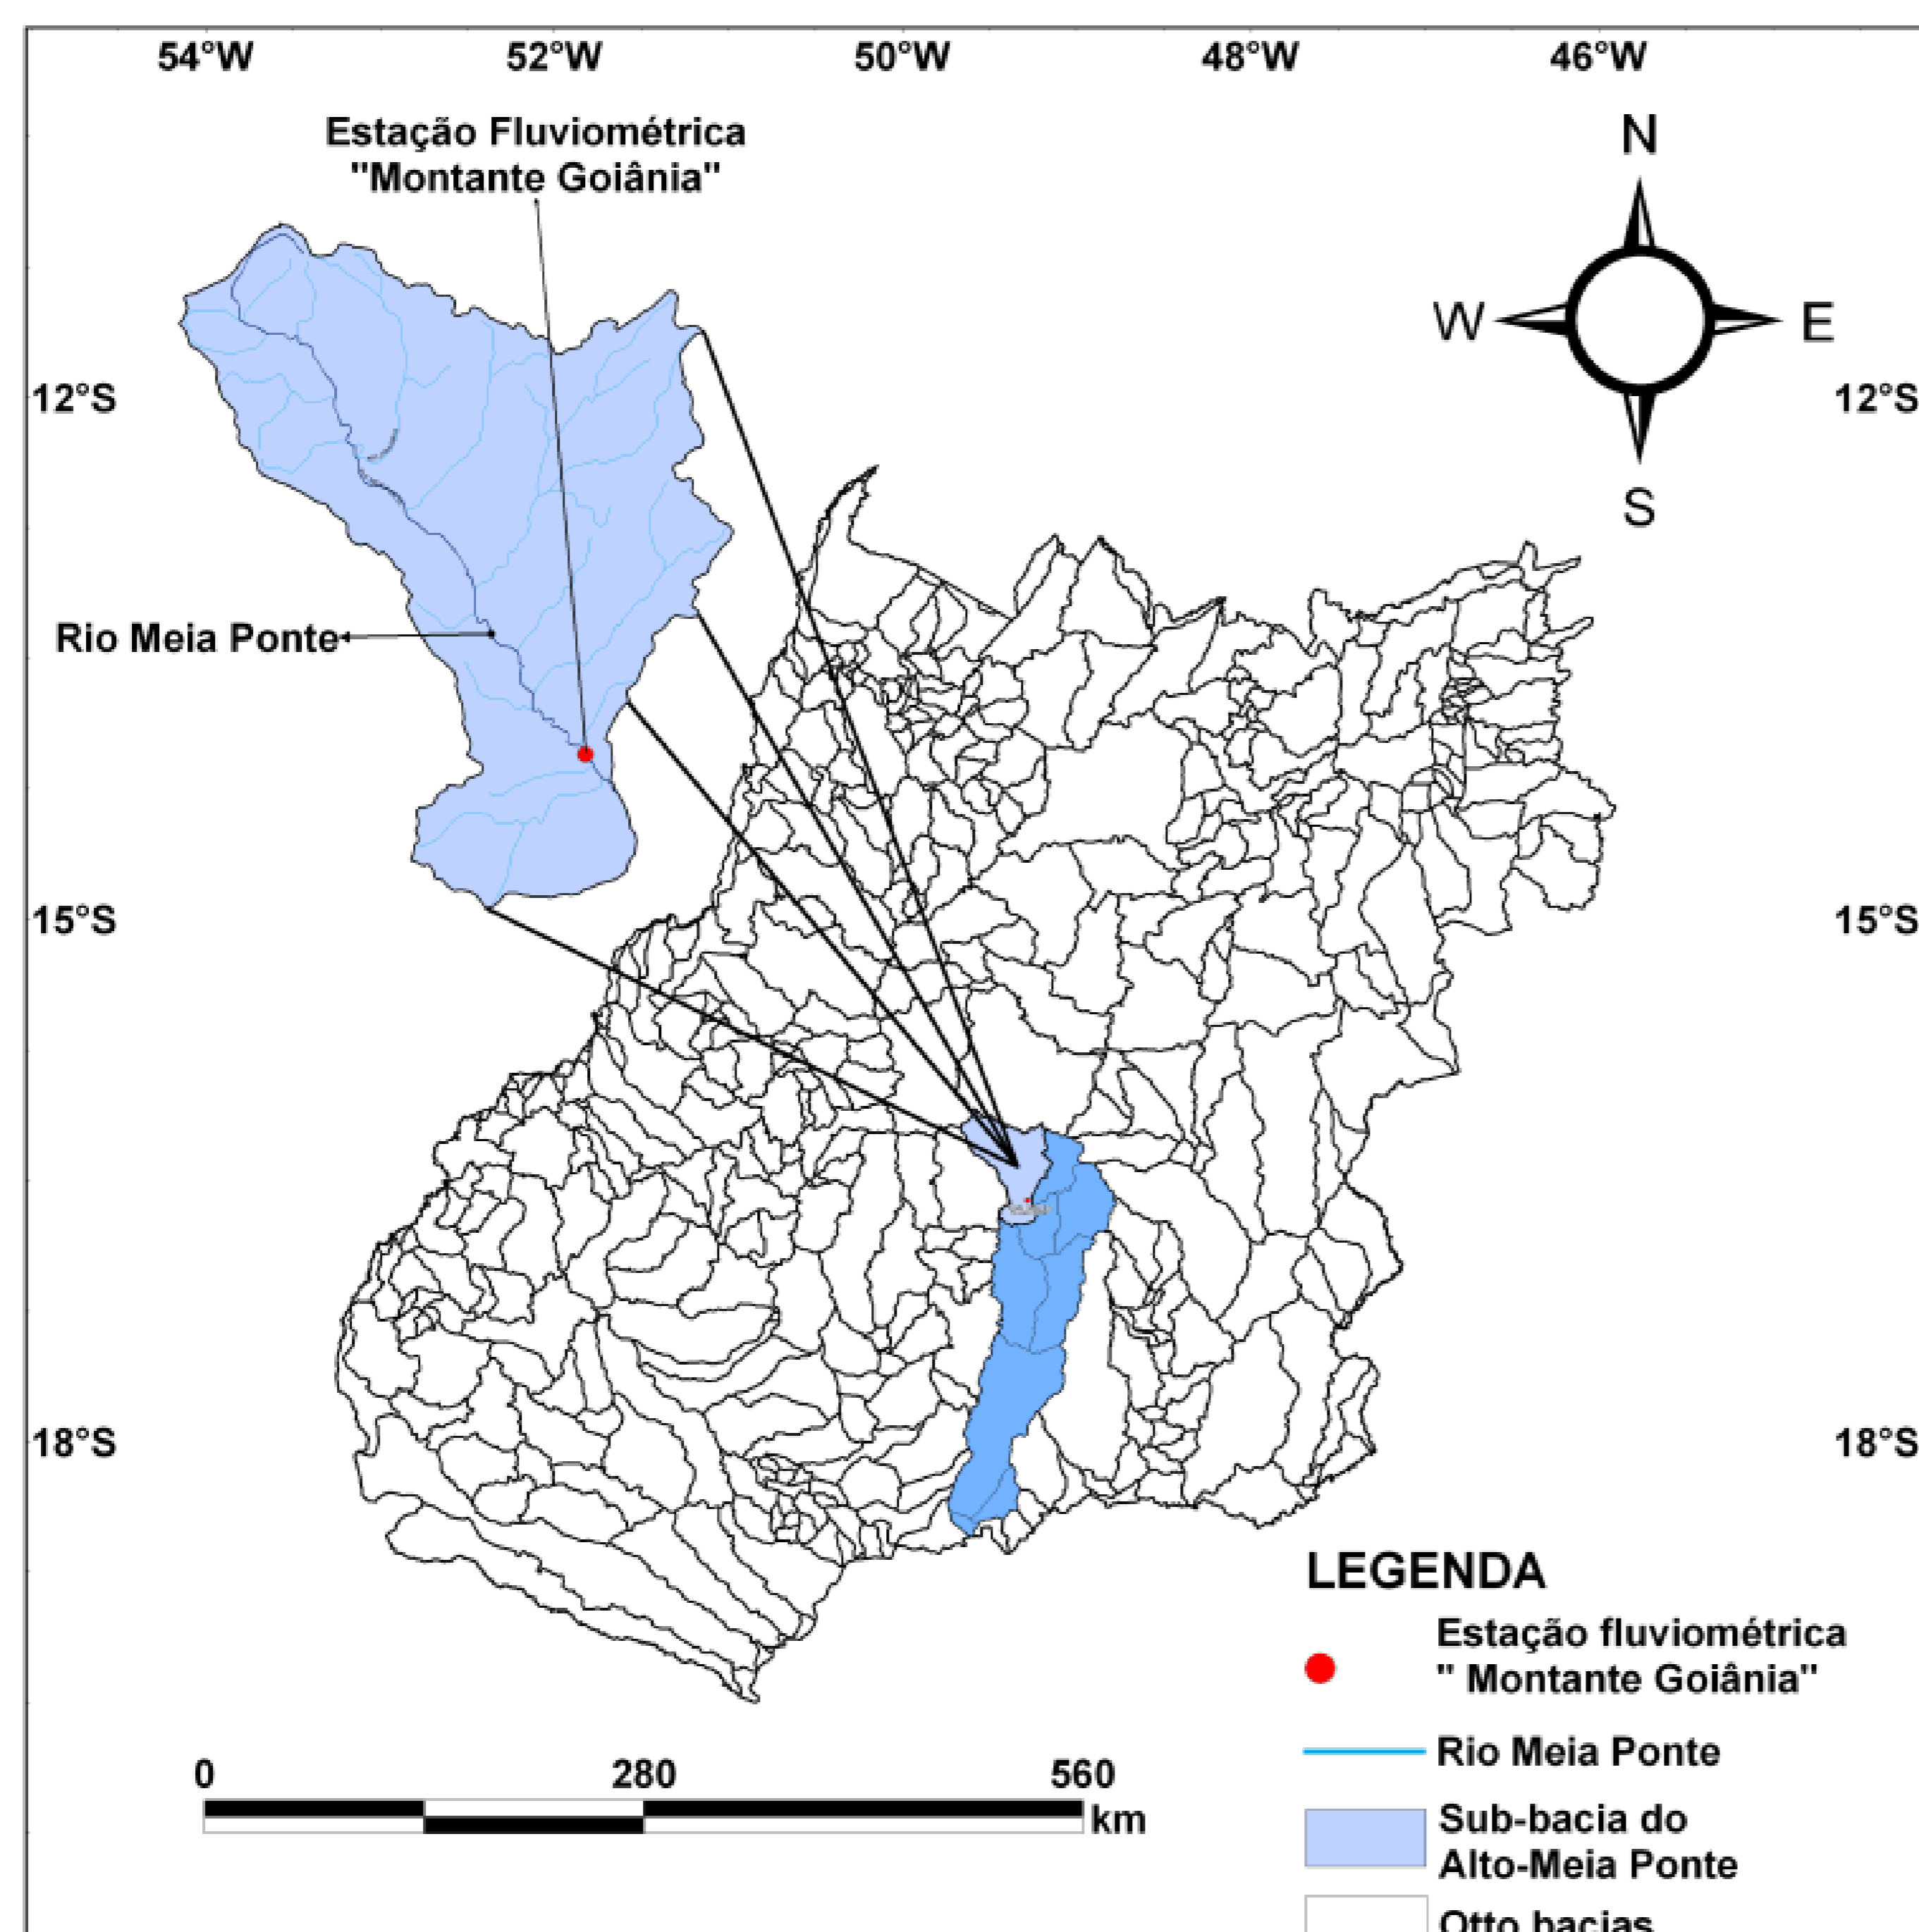 54°W 52°W 50°W 48°W 46°W
Estação Fluviométrica
"Montante Goiânia"
N
W E
S
12°S 12°S
Rio Meia Ponte
15°S 15°S
18°S 18°S
LEGENDA
Estação fluviométrica
" Montante Goiânia"
Rio Meia Ponte
Sub-bacia do
Alto-Meia Ponte
Otto bacias
0 280 560
km